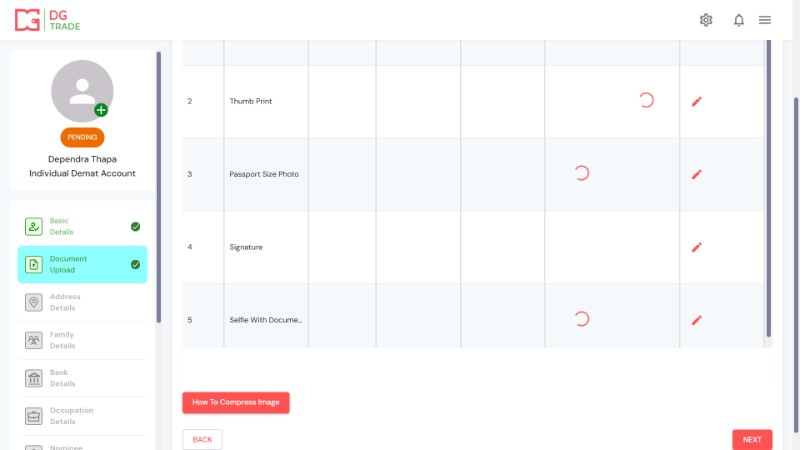 DG
TRADE
PENDING
Dependra Thapa
Individual Demat Account
Basic
Details
Document
Upload
Address
Details
Family
Details
Bank
Details
Occupation
Details
Nominee
2 Thumb Print
3 Passport Size Photo
4 Signature
5 Selfie With Docume...
How To Compress Image
BACK
NEXT